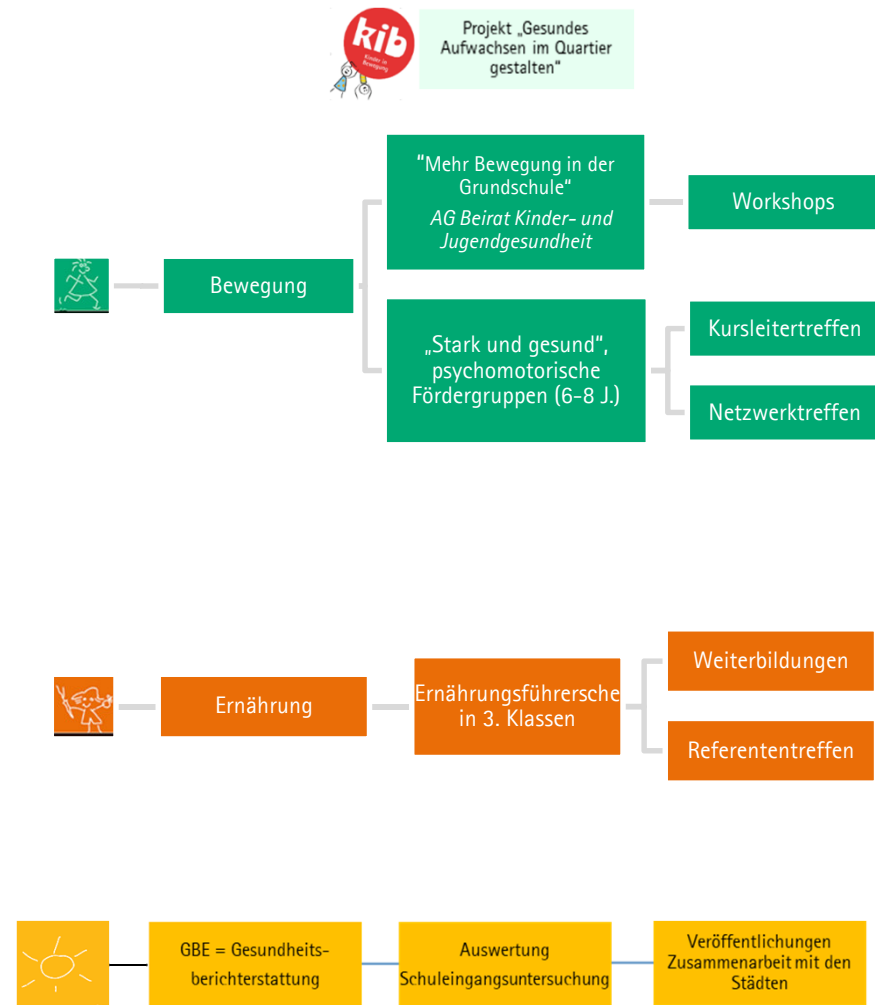 kib
Kinder in
Bewegung
Projekt „Gesundes
Aufwachsen im Quartier
gestalten“
Bewegung
“Mehr Bewegung in der
Grundschule“
AG Beirat Kinder- und
Jugendgesundheit
Workshops
„Stark und gesund“,
psychomotorische
Fördergruppen (6-8 J.)
Kursleitertreffen
Netzwerktreffen
Ernährung
Ernährungsführersche
in 3. Klassen
Weiterbildungen
Referententreffen
GBE = Gesundheits-
berichterstattung
Auswertung
Schuleingangsuntersuchung
Veröffentlichungen
Zusammenarbeit mit den
Städten